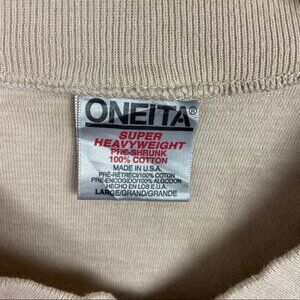 ONEITA®
SUPER
HEAVYWEIGHT
PRE-SHRUNK
100% COTTON
MADE IN U.S.A.
PRÉ-RÉTRÉCI/100% COTON
PRE-ENCOGIDO/100% ALGODON
HECHO EN LOS E.U.A.
LARGE/GRAND/GRANDE